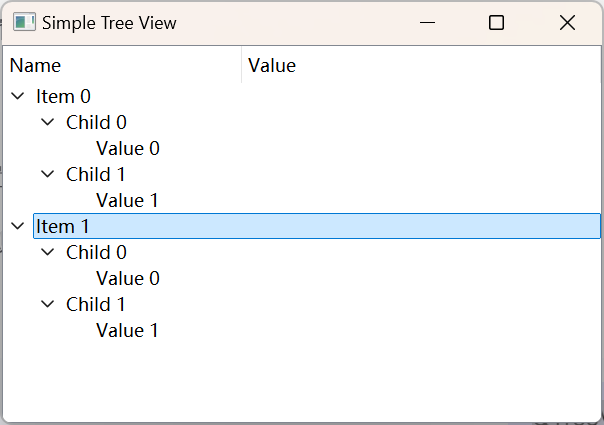 Simple Tree View
Name Value
Item 0
Child 0
Value 0
Child 1
Value 1
Item 1
Child 0
Value 0
Child 1
Value 1